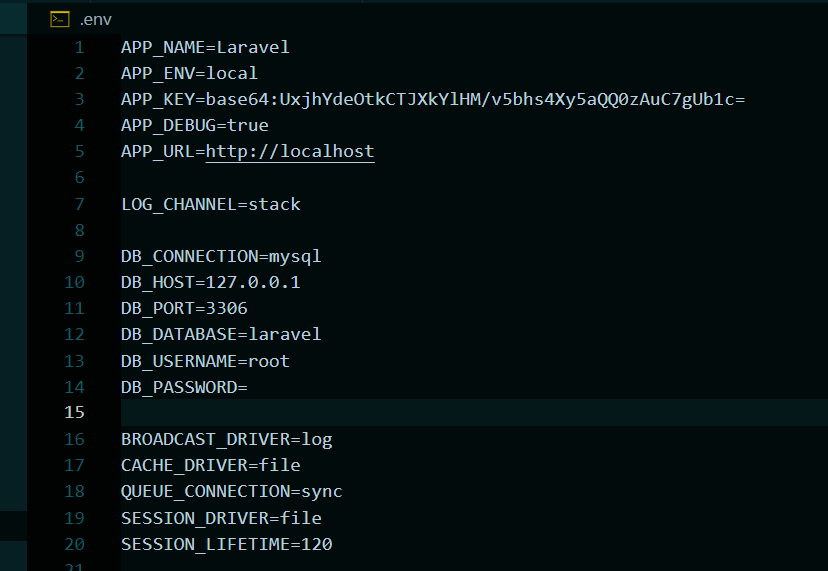 .env
1 APP_NAME=Laravel
2 APP_ENV=local
3 APP_KEY=base64:UxjhYdeOtkCTJXkYlHM/v5bhs4Xy5aQQ0zAuC7gUb1c=
4 APP_DEBUG=true
5 APP_URL=http://localhost
6
7 LOG_CHANNEL=stack
8
9 DB_CONNECTION=mysql
10 DB_HOST=127.0.0.1
11 DB_PORT=3306
12 DB_DATABASE=laravel
13 DB_USERNAME=root
14 DB_PASSWORD=
15
16 BROADCAST_DRIVER=log
17 CACHE_DRIVER=file
18 QUEUE_CONNECTION=sync
19 SESSION_DRIVER=file
20 SESSION_LIFETIME=120
21